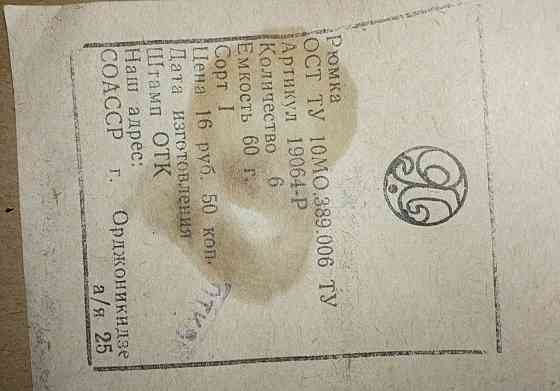 Рюмка
ОСТ ТУ 10МО.389.006 ТУ
Артикул 19064-Р
Количество 6
Емкость 60 г.
Сорт I
Цена 16 руб. 50 коп.
Дата изготовления
Штамп ОТК
Наш адрес:
СОАССР г. Орджоникидзе
а/я 25